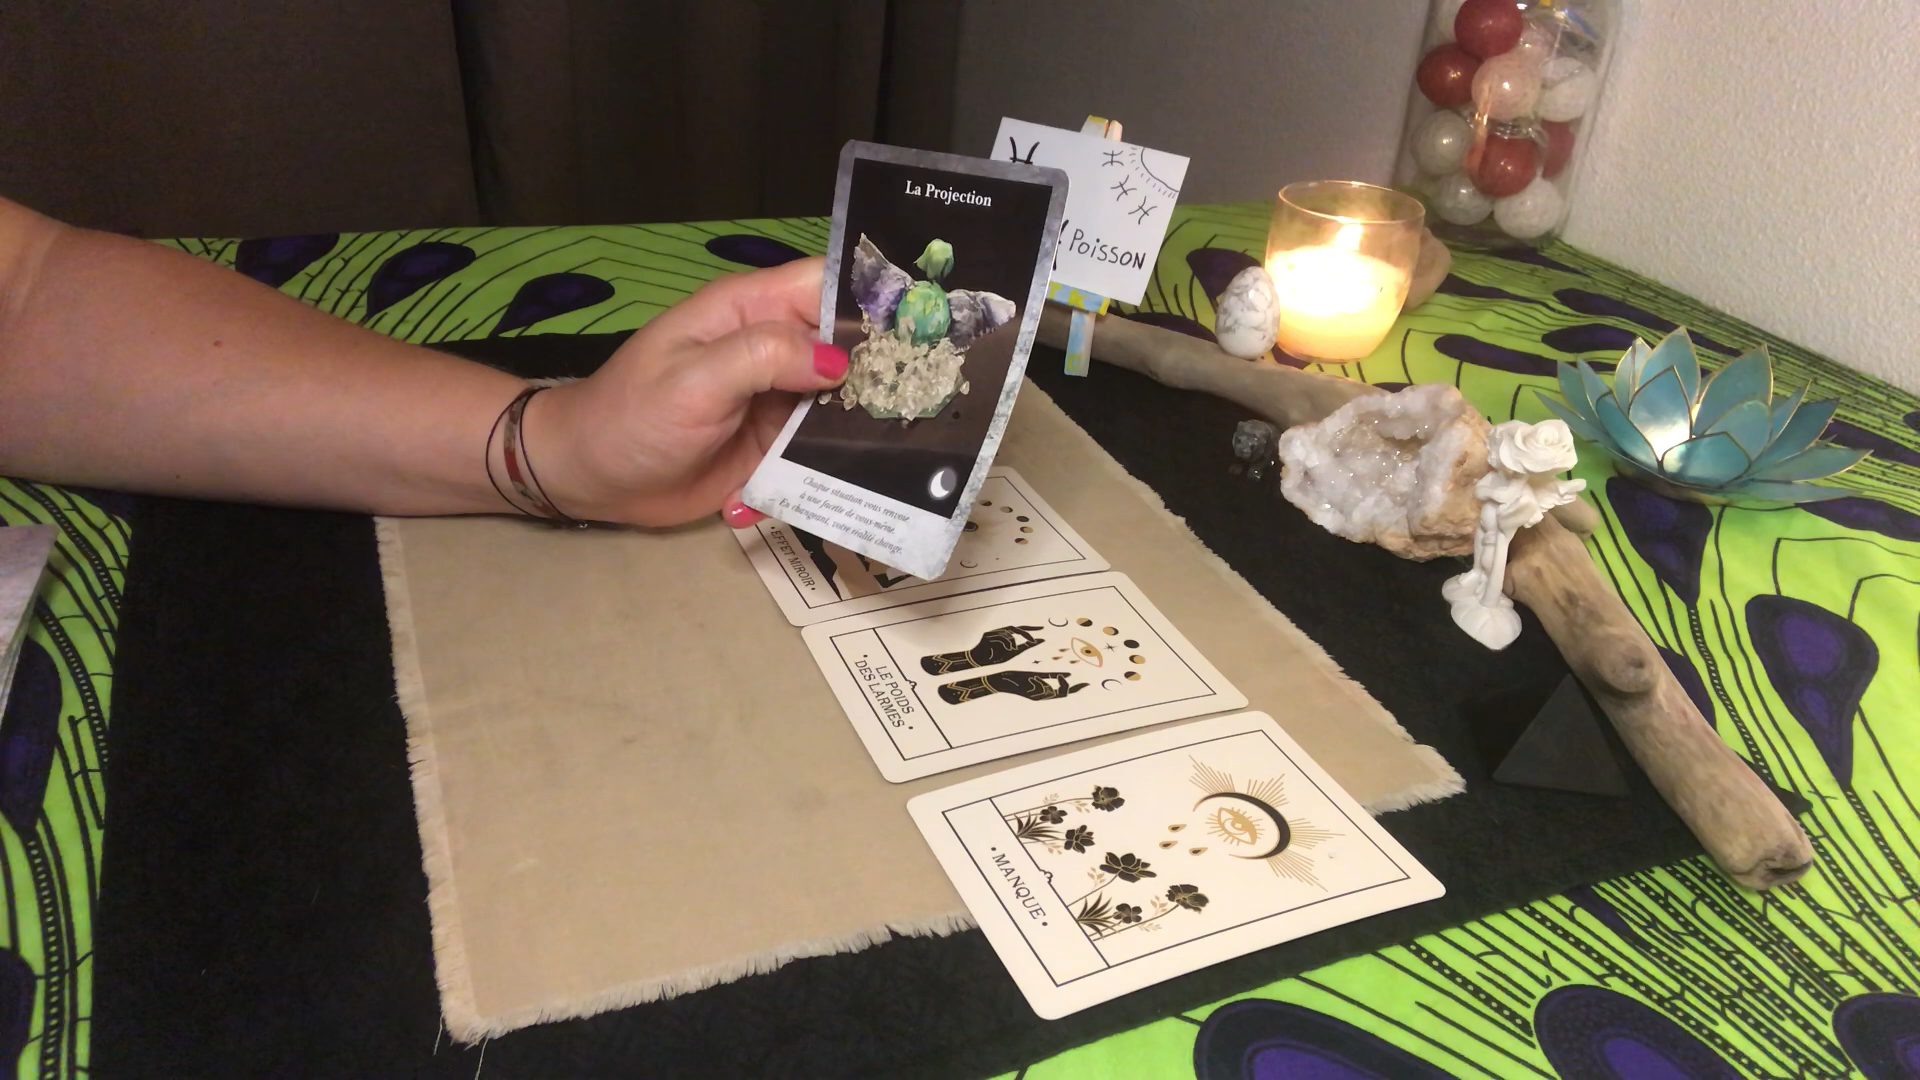 La Projection
Chaque situation vous renvoie
à une facette de vous-même.
En changeant, votre réalité change.
Poisson
•EFFET MIROIR•
•LE POIDS
DES LARMES•
•MANQUE•